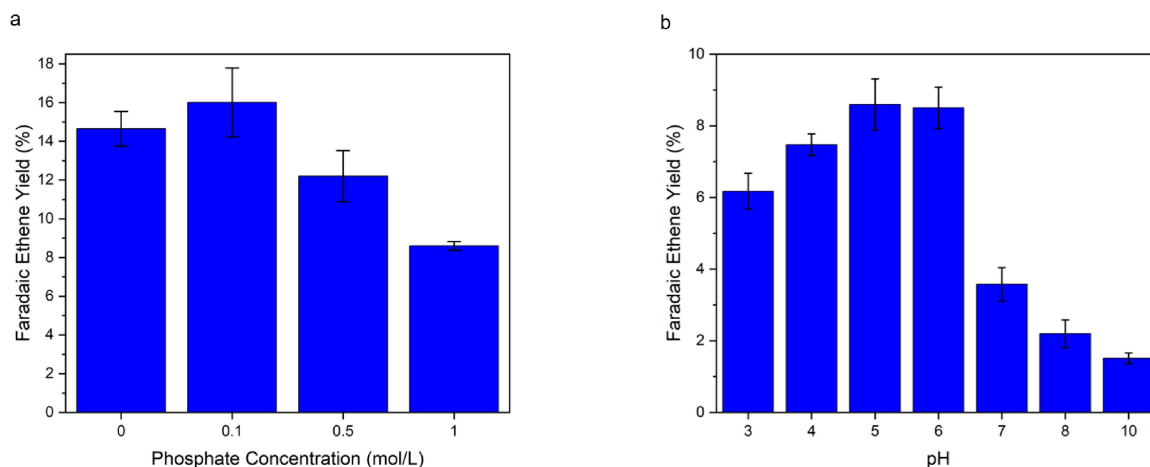 a
18
16
14
12
10
8
6
4
2
0
Faradaic Ethene Yield (%)
0 0.1 0.5 1
Phosphate Concentration (mol/L)
b
10
8
6
4
2
0
Faradaic Ethene Yield (%)
3 4 5 6 7 8 10
pH